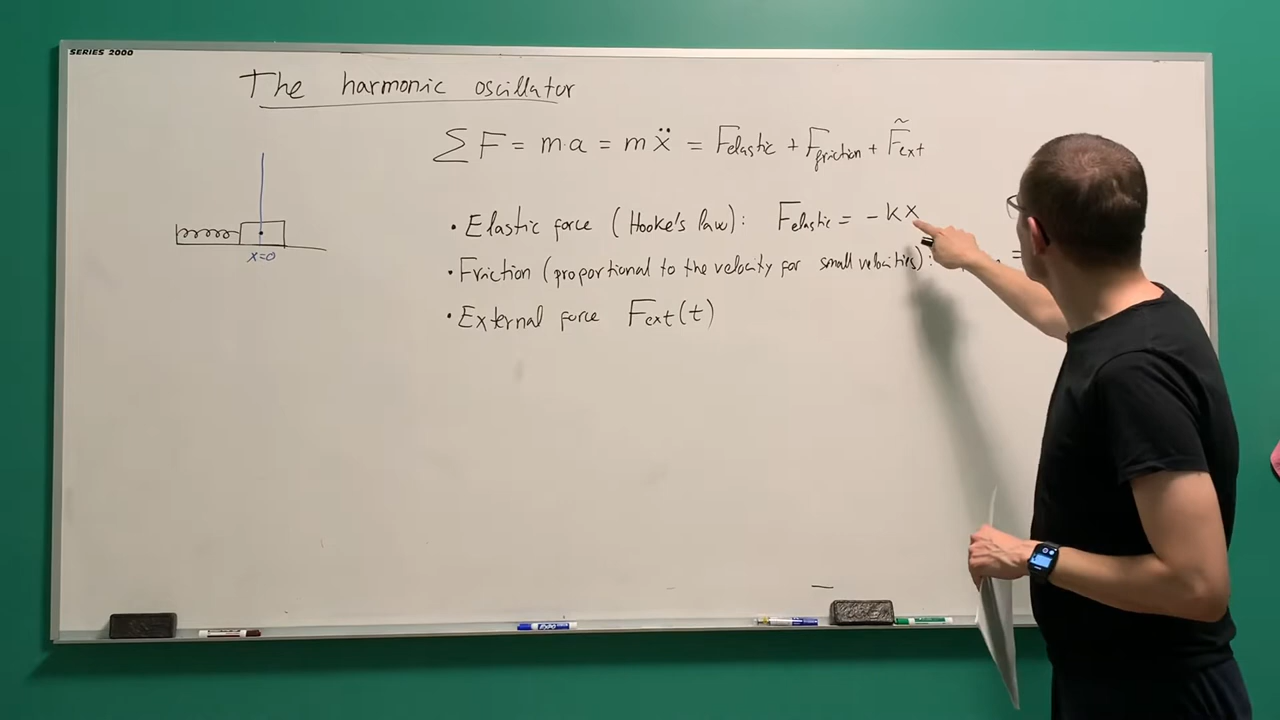 SERIES 2000
The harmonic oscillator
∑F = m·a = mẍ = Felastic + Ffriction + F̃ext
• Elastic force (Hooke's law): Felastic = -kx
• Friction (proportional to the velocity for small velocities): =
• External force Fext(t)
x=0